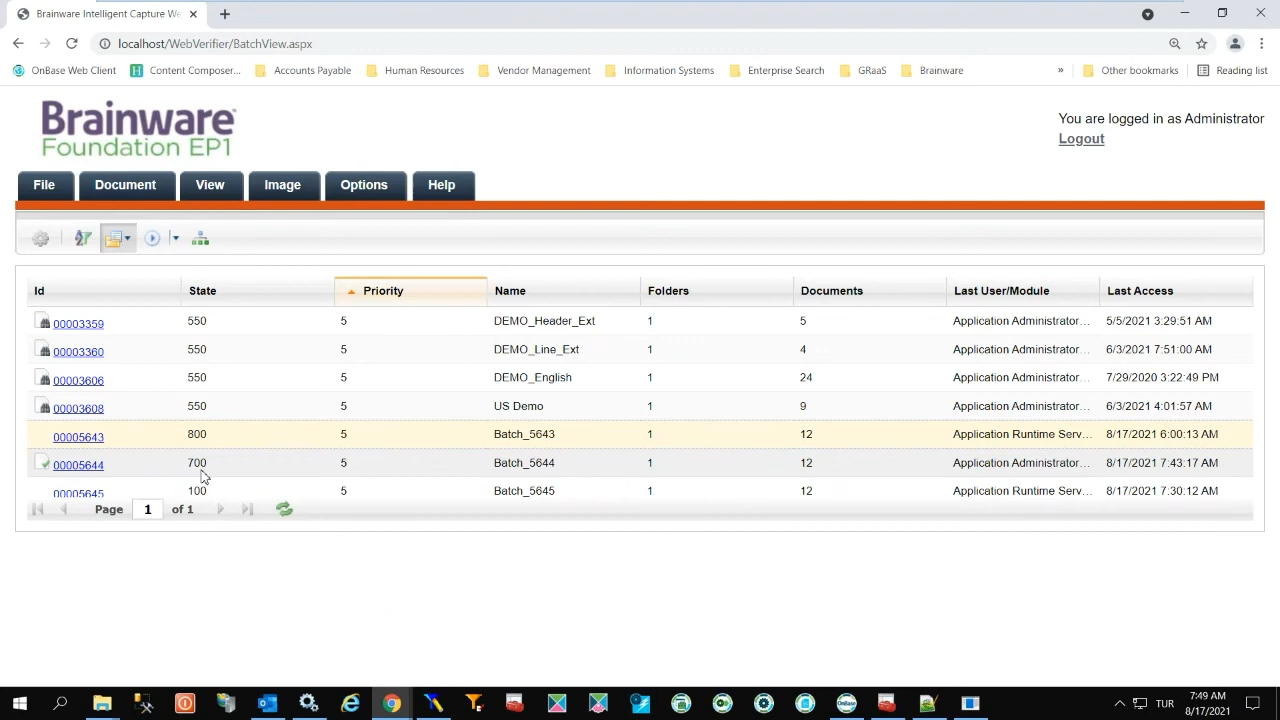 Brainware Intelligent Capture We
localhost/WebVerifier/BatchView.aspx
OnBase Web Client Content Composer... Accounts Payable Human Resources Vendor Management Information Systems Enterprise Search GRaaS Brainware » Other bookmarks Reading list
Brainware
Foundation EP1
You are logged in as Administrator
Logout
File Document View Image Options Help
Id State Priority Name Folders Documents Last User/Module Last Access
00003359 550 5 DEMO_Header_Ext 1 5 Application Administrator... 5/5/2021 3:29:51 AM
00003360 550 5 DEMO_Line_Ext 1 4 Application Administrator... 6/3/2021 7:51:00 AM
00003606 550 5 DEMO_English 1 24 Application Administrator... 7/29/2020 3:22:49 PM
00003608 550 5 US Demo 1 9 Application Administrator... 6/3/2021 4:01:57 AM
00005643 800 5 Batch_5643 1 12 Application Runtime Serv... 8/17/2021 6:00:13 AM
00005644 700 5 Batch_5644 1 12 Application Administrator... 8/17/2021 7:43:17 AM
00005645 100 5 Batch_5645 1 12 Application Runtime Serv... 8/17/2021 7:30:12 AM
Page 1 of 1
TUR
7:49 AM
8/17/2021